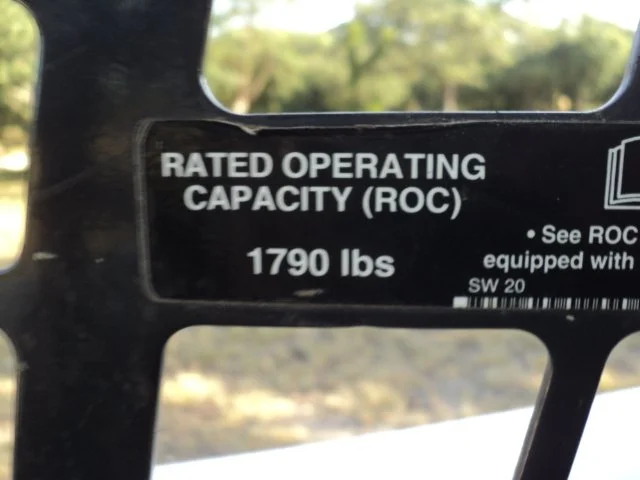 RATED OPERATING
CAPACITY (ROC)
1790 lbs
• See ROC
equipped with
SW 20